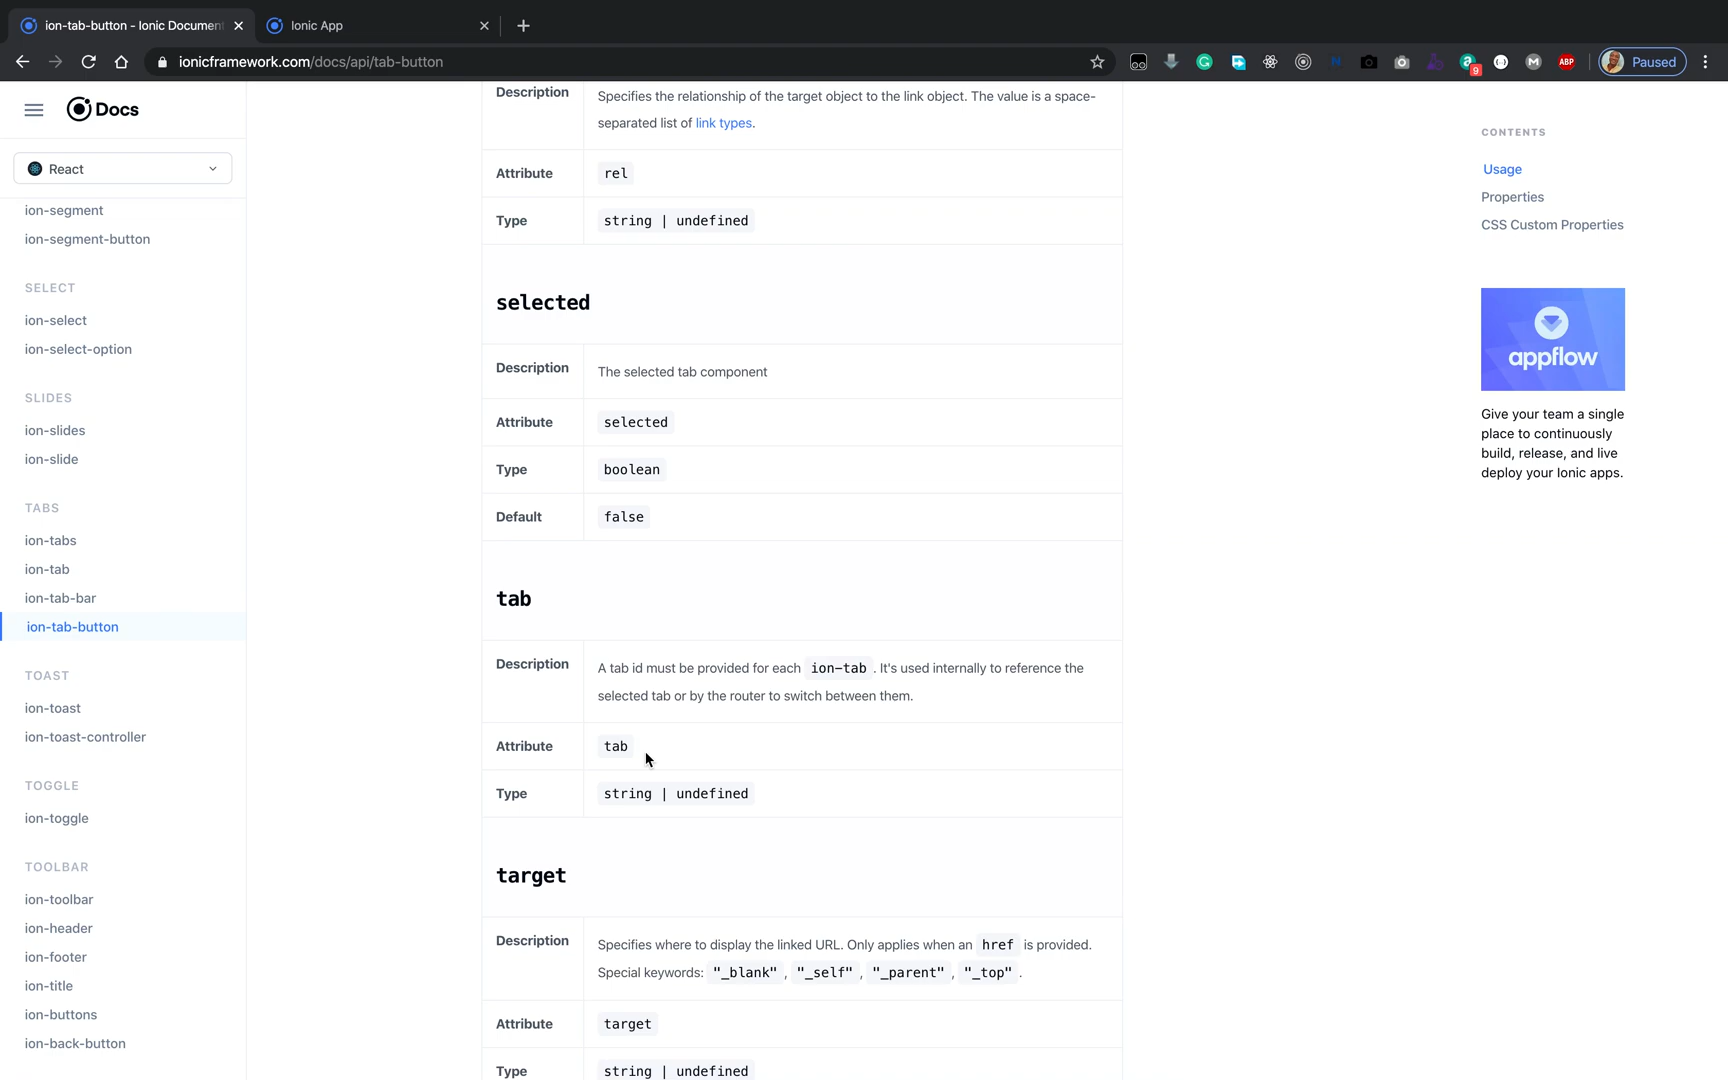 ion-tab-button - Ionic Documen
Ionic App
ionicframework.com/docs/api/tab-button
9
ABP
Paused
Docs
React
ion-segment
ion-segment-button
SELECT
ion-select
ion-select-option
SLIDES
ion-slides
ion-slide
TABS
ion-tabs
ion-tab
ion-tab-bar
ion-tab-button
TOAST
ion-toast
ion-toast-controller
TOGGLE
ion-toggle
TOOLBAR
ion-toolbar
ion-header
ion-footer
ion-title
ion-buttons
ion-back-button
Description Specifies the relationship of the target object to the link object. The value is a space-
separated list of link types.
Attribute rel
Type string | undefined
selected
Description The selected tab component
Attribute selected
Type boolean
Default false
tab
Description A tab id must be provided for each ion-tab . It's used internally to reference the
selected tab or by the router to switch between them.
Attribute tab
Type string | undefined
target
Description Specifies where to display the linked URL. Only applies when an href is provided.
Special keywords: "_blank" , "_self" , "_parent" , "_top" .
Attribute target
Type string | undefined
CONTENTS
Usage
Properties
CSS Custom Properties
appflow
Give your team a single
place to continuously
build, release, and live
deploy your Ionic apps.